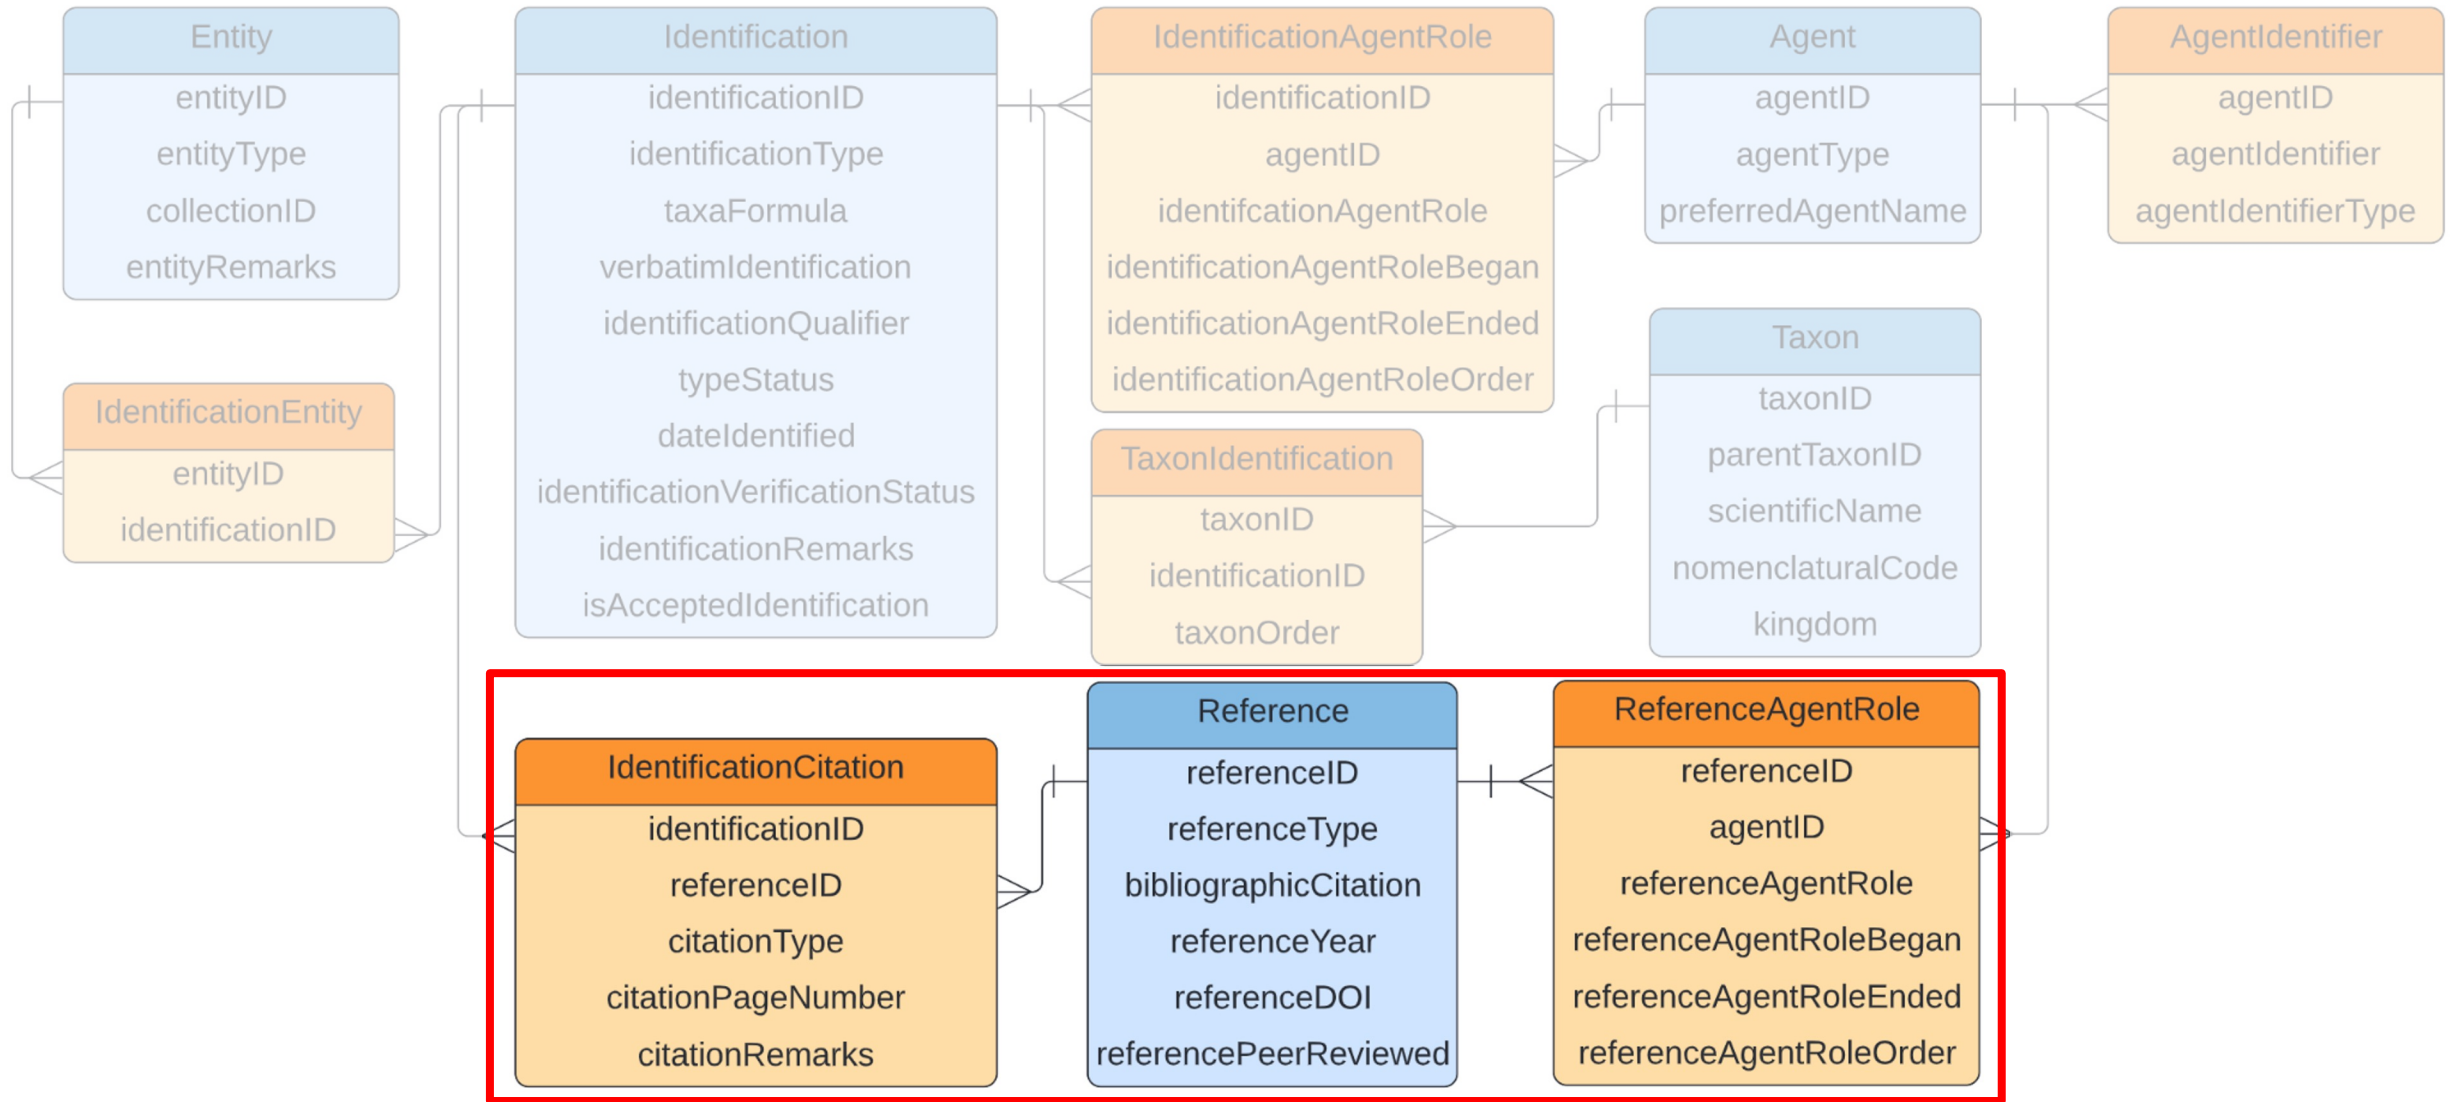 Entity
entityID
entityType
collectionID
entityRemarks
IdentificationEntity
entityID
identificationID
Identification
identificationID
identificationType
taxaFormula
verbatimIdentification
identificationQualifier
typeStatus
dateIdentified
identificationVerificationStatus
identificationRemarks
isAcceptedIdentification
IdentificationAgentRole
identificationID
agentID
identifcationAgentRole
identificationAgentRoleBegan
identificationAgentRoleEnded
identificationAgentRoleOrder
Agent
agentID
agentType
preferredAgentName
AgentIdentifier
agentID
agentIdentifier
agentIdentifierType
TaxonIdentification
taxonID
identificationID
taxonOrder
Taxon
taxonID
parentTaxonID
scientificName
nomenclaturalCode
kingdom
IdentificationCitation
identificationID
referenceID
citationType
citationPageNumber
citationRemarks
Reference
referenceID
referenceType
bibliographicCitation
referenceYear
referenceDOI
referencePeerReviewed
ReferenceAgentRole
referenceID
agentID
referenceAgentRole
referenceAgentRoleBegan
referenceAgentRoleEnded
referenceAgentRoleOrder